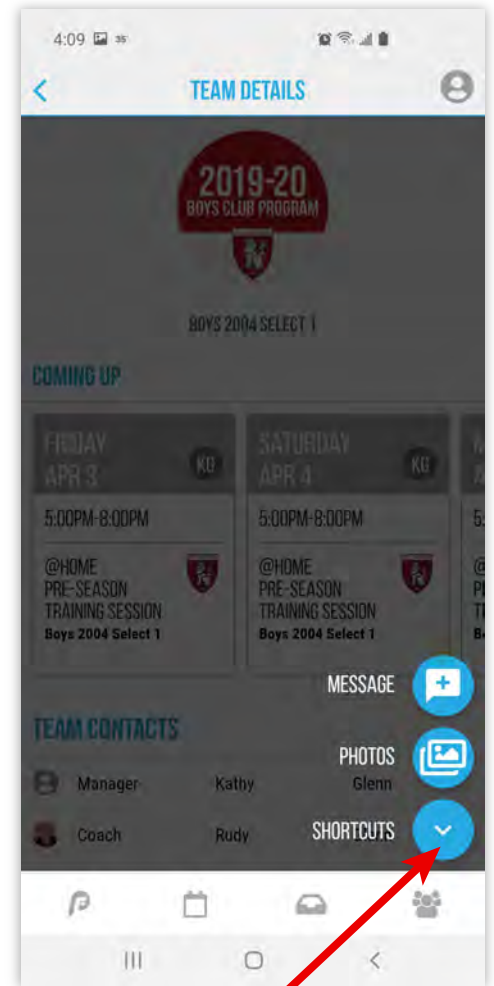 4:09
35
TEAM DETAILS
2019-20
BOYS CLUB PROGRAM
BOYS 2004 SELECT 1
COMING UP
FRIDAY
APR 3
KG
5:00PM-8:00PM
@HOME
PRE-SEASON
TRAINING SESSION
Boys 2004 Select 1
SATURDAY
APR 4
KG
5:00PM-8:00PM
@HOME
PRE-SEASON
TRAINING SESSION
Boys 2004 Select 1
MESSAGE
TEAM CONTACTS
PHOTOS
Manager Kathy Glenn
Coach Rudy
SHORTCUTS